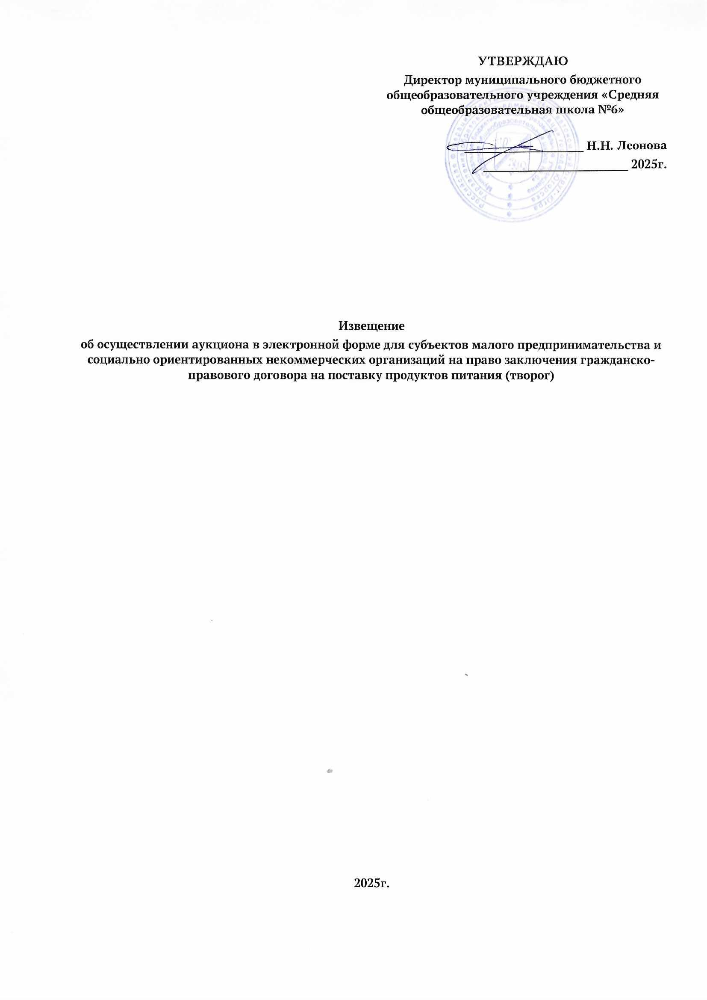 УТВЕРЖДАЮ
Директор муниципального бюджетного
общеобразовательного учреждения «Средняя
общеобразовательная школа №6»
Н.Н. Леонова
2025г.
Извещение
об осуществлении аукциона в электронной форме для субъектов малого предпринимательства и
социально ориентированных некоммерческих организаций на право заключения гражданско-
правового договора на поставку продуктов питания (творог)
2025г.